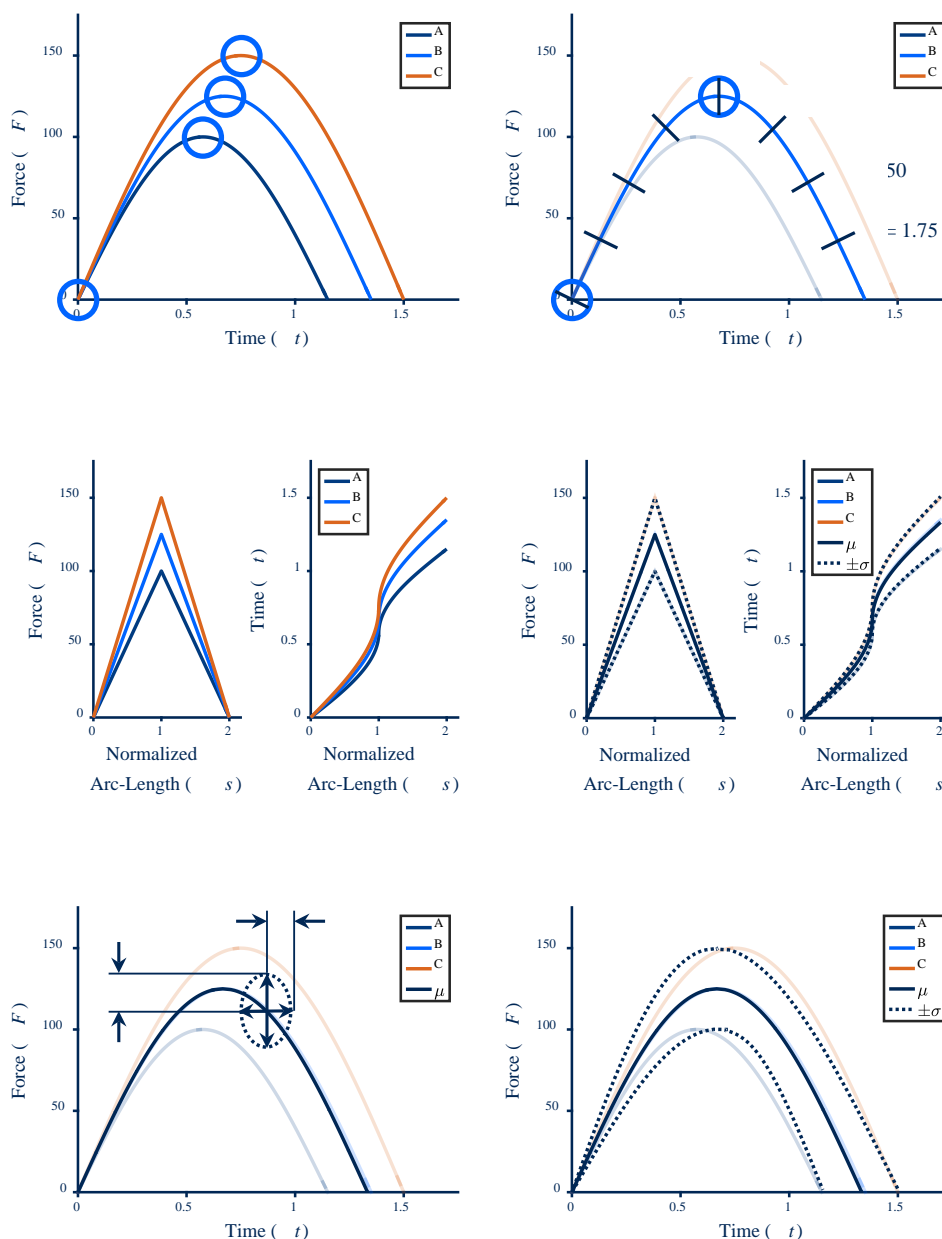 150
100
50
0
Force ( F )
0
0.5
1
1.5
Time ( t )
A
B
C
150
100
50
0
Force ( F )
0
0.5
1
1.5
Time ( t )
A
B
C
50
= 1.75
150
100
50
0
Force ( F )
0
1
2
Normalized
Arc-Length ( s )
1.5
1
0.5
0
Time ( t )
0
1
2
Normalized
Arc-Length ( s )
A
B
C
150
100
50
0
Force ( F )
0
1
2
Normalized
Arc-Length ( s )
1.5
1
0.5
0
Time ( t )
0
1
2
Normalized
Arc-Length ( s
A
B
C
μ
±σ
150
100
50
0
Force ( F )
0
0.5
1
1.5
Time ( t )
A
B
C
μ
150
100
50
0
Force ( F )
0
0.5
1
1.5
Time ( t )
A
B
C
μ
±σ